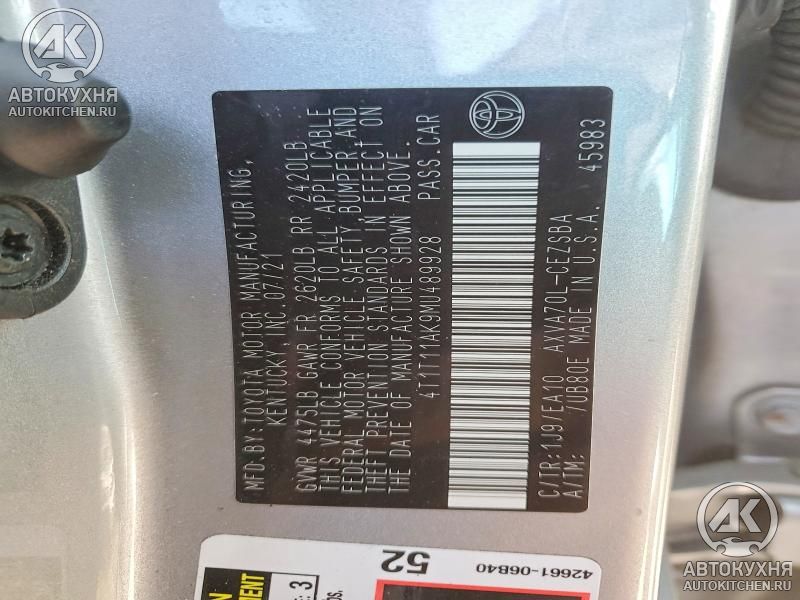 АВТОКУХНЯ
AUTOKITCHEN.RU
MFD.BY:TOYOTA MOTOR MANUFACTURING,
KENTUCKY, INC. 07/21
GVWR 4475LB GAWR FR 2620LB RR 2420LB
THIS VEHICLE CONFORMS TO ALL APPLICABLE
FEDERAL MOTOR VEHICLE SAFETY, BUMPER, AND
THEFT PREVENTION STANDARDS IN EFFECT ON
THE DATE OF MANUFACTURE SHOWN ABOVE.
4T1T11AK9MU489928 PASS.CAR
C/TR:1J9/EA10 AXVA70L-CEZSBA
A/TM: /UB80E MADE IN U.S.A. 45983
52
42661-06B40
3
АВТОКУХНЯ
AUTOKITCHEN.RU